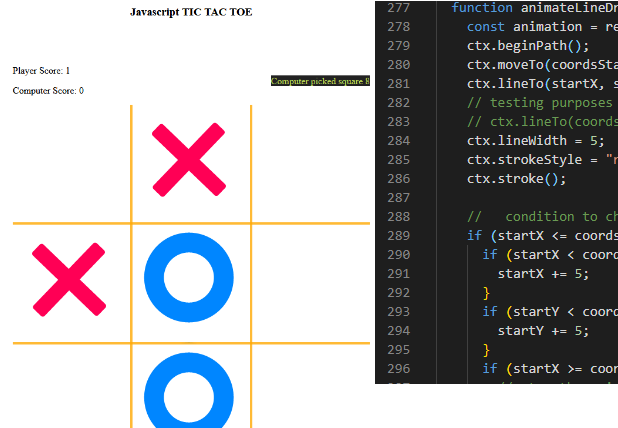 Javascript TIC TAC TOE
Player Score: 1
Computer picked square 8
Computer Score: 0
277 function animateLineDr
278 const animation = re
279 ctx.beginPath();
280 ctx.moveTo(coordsSta
281 ctx.lineTo(startX, s
282 // testing purposes
283 // ctx.lineTo(coords
284 ctx.lineWidth = 5;
285 ctx.strokeStyle = "r
286 ctx.stroke();
287
288 // condition to ch
289 if (startX <= coords
290 if (startX < coord
291 startX += 5;
292 }
293 if (startY < coord
294 startY += 5;
295 }
296 if (startX >= coor